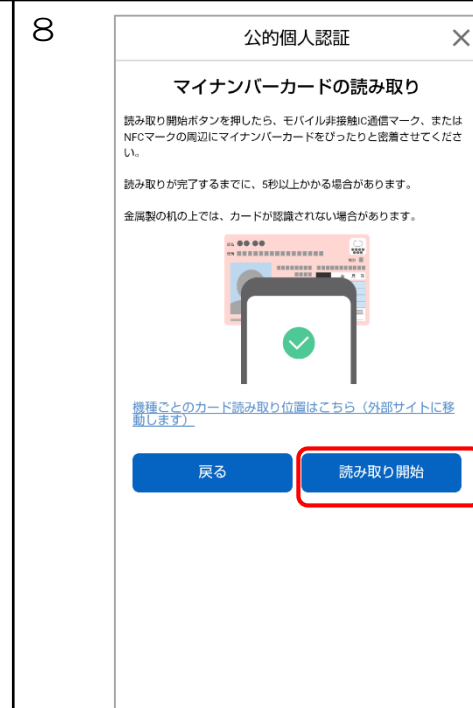 8
公的個人認証
マイナンバーカードの読み取り
読み取り開始ボタンを押したら、モバイル非接触IC通信マーク、または
NFCマークの周辺にマイナンバーカードをぴったりと密着させてくださ
い。
読み取りが完了するまでに、5秒以上かかる場合があります。
金属製の机の上では、カードが認識されない場合があります。
機種ごとのカード読み取り位置はこちら（外部サイトに移
動します）
戻る
読み取り開始